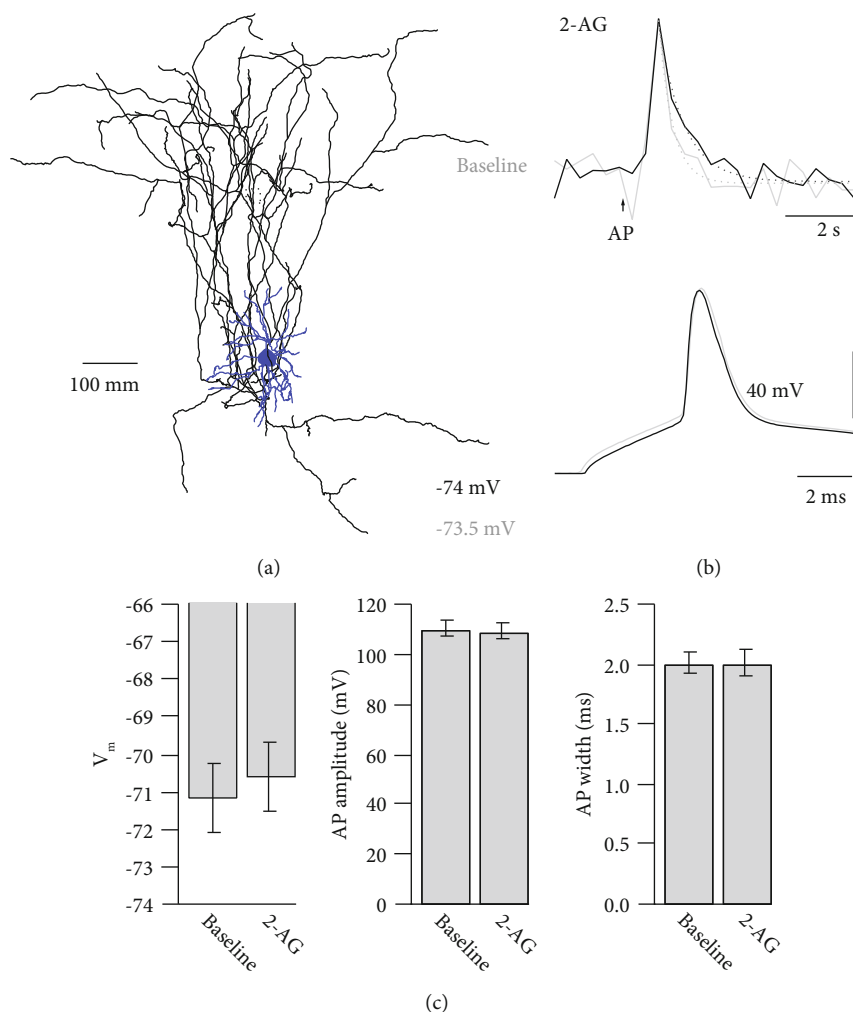 2-AG
Baseline
AP
2 s
100 mm
40 mV
-74 mV
2 ms
-73.5 mV
(a)
(b)
-66
-67
-68
-69
-70
-71
-72
-73
-74
Vm
Baseline
2-AG
120
100
80
60
40
20
0
AP amplitude (mV)
Baseline
2-AG
2.5
2.0
1.5
1.0
0.5
0.0
AP width (ms)
Baseline
2-AG
(c)